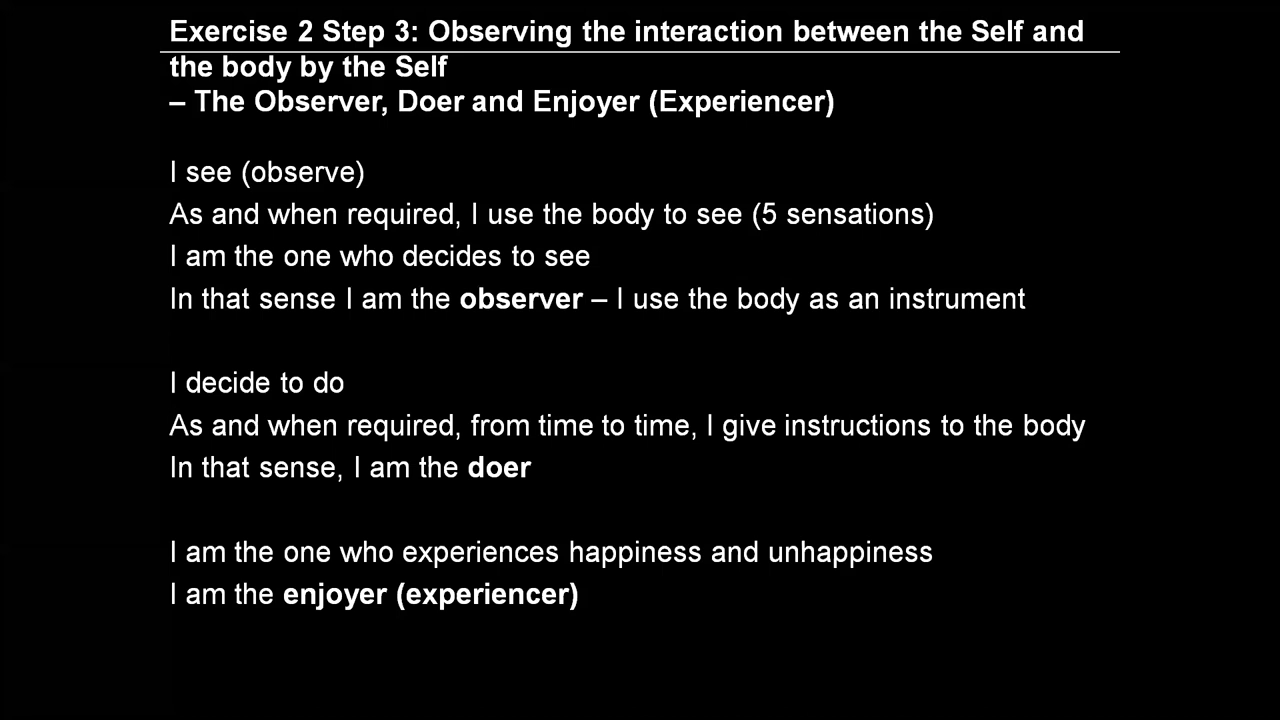 Exercise 2 Step 3: Observing the interaction between the Self and
the body by the Self
– The Observer, Doer and Enjoyer (Experiencer)
I see (observe)
As and when required, I use the body to see (5 sensations)
I am the one who decides to see
In that sense I am the observer – I use the body as an instrument
I decide to do
As and when required, from time to time, I give instructions to the body
In that sense, I am the doer
I am the one who experiences happiness and unhappiness
I am the enjoyer (experiencer)